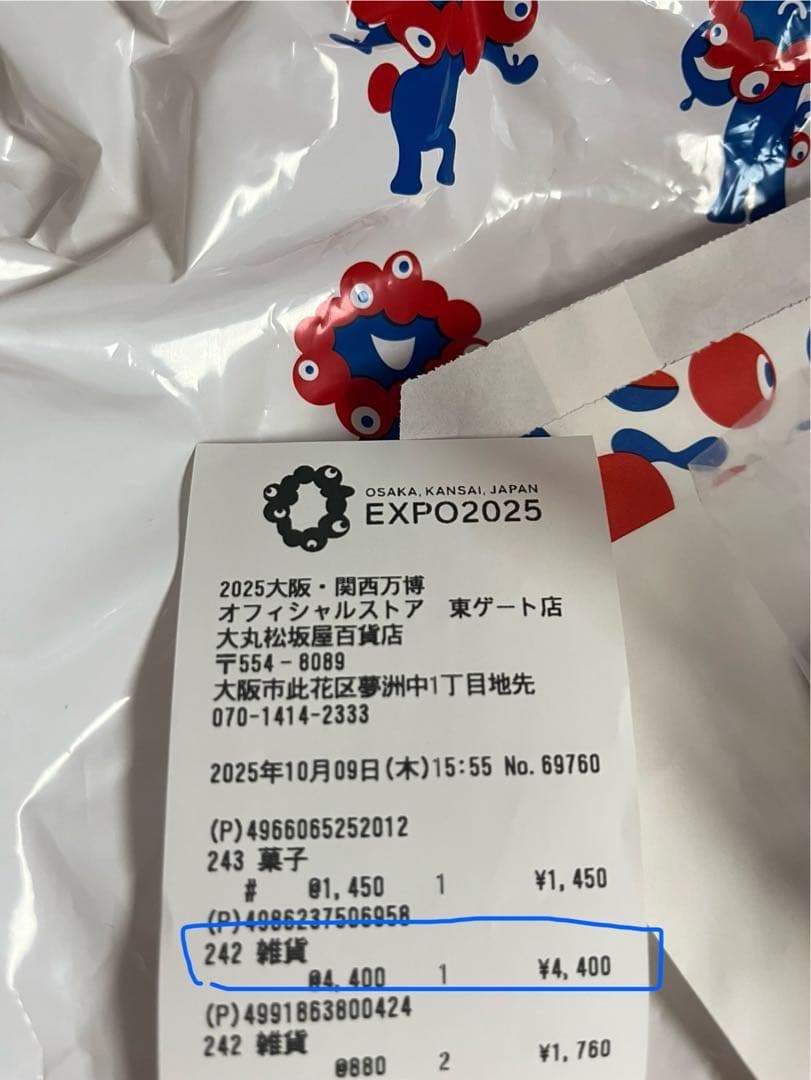 OSAKA, KANSAI, JAPAN
EXPO2025
2025大阪・関西万博
オフィシャルストア 東ゲート店
大丸松坂屋百貨店
〒554-8089
大阪市此花区夢洲中1丁目地先
070-1414-2333
2025年10月09日(木)15:55 No.69760
(P)4966065252012
243 菓子
# @1,450 1 ¥1,450
(P)4986237506958
242 雑貨
@4,400 1 ¥4,400
(P)4991863800424
242 雑貨
@880 2 ¥1,760